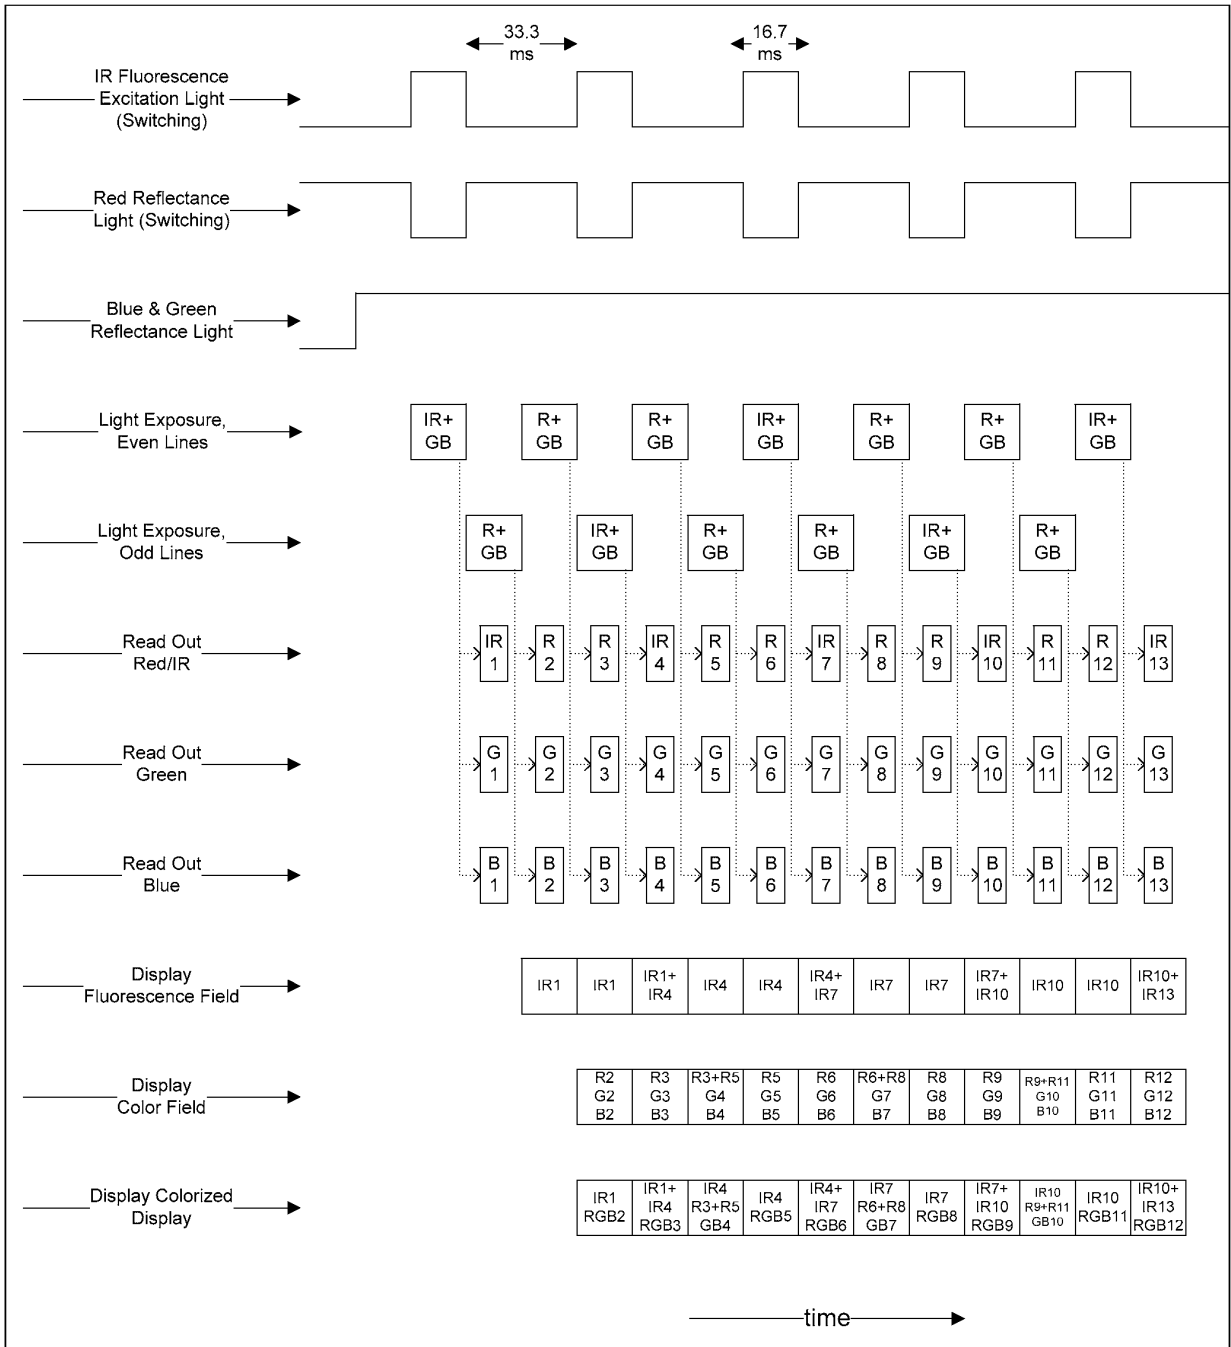 33.3
ms
16.7
ms
IR Fluorescence
Excitation Light
(Switching)
Red Reflectance
Light (Switching)
Blue & Green
Reflectance Light
Light Exposure,
Even Lines
IR+ R+ R+ IR+ R+ R+ IR+
GB GB GB GB GB GB GB
Light Exposure,
Odd Lines
R+ IR+ R+ R+ IR+ R+
GB GB GB GB GB GB
Read Out
Red/IR
IR R R IR R R IR R R IR R R IR
1 2 3 4 5 6 7 8 9 10 11 12 13
Read Out
Green
G G G G G G G G G G G G G
1 2 3 4 5 6 7 8 9 10 11 12 13
Read Out
Blue
B B B B B B B B B B B B B
1 2 3 4 5 6 7 8 9 10 11 12 13
Display
Fluorescence Field
IR1 IR1 IR1+ IR4 IR4 IR4+ IR7 IR7 IR7+ IR10 IR10 IR10+
IR4 IR7 IR10 IR13
Display
Color Field
R2 R3 R3+R5 R5 R6 R6+R8 R8 R9 R9+R11 R11 R12
G2 G3 G4 G5 G6 G7 G8 G9 G10 G11 G12
B2 B3 B4 B5 B6 B7 B8 B9 B10 B11 B12
Display Colorized
Display
IR1
RGB2
IR1+
IR4
RGB3
IR4
R3+R5
GB4
IR4
RGB5
IR4+
IR7
RGB6
IR7
R6+R8
GB7
IR7
RGB8
IR7+
IR10
RGB9
IR10
R9+R11
GB10
IR10
RGB11
IR10+
IR13
RGB12
time